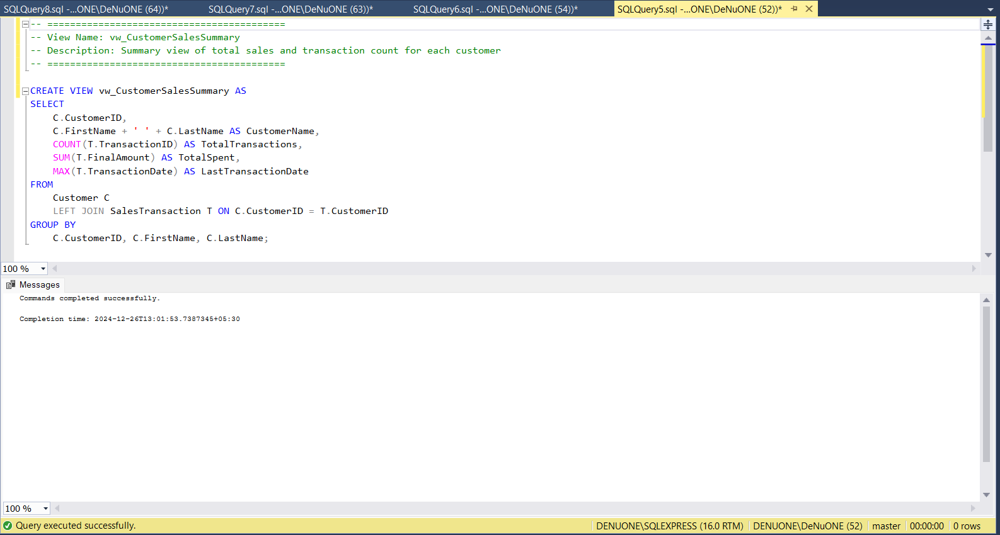 SQLQuery8.sql -...ONE\DeNuONE (64))* SQLQuery7.sql -...ONE\DeNuONE (63))* SQLQuery6.sql -...ONE\DeNuONE (54))* SQLQuery5.sql -...ONE\DeNuONE (52))*
-- ==========================================
-- View Name: vw_CustomerSalesSummary
-- Description: Summary view of total sales and transaction count for each customer
-- ==========================================
CREATE VIEW vw_CustomerSalesSummary AS
SELECT
C.CustomerID,
C.FirstName + ' ' + C.LastName AS CustomerName,
COUNT(T.TransactionID) AS TotalTransactions,
SUM(T.FinalAmount) AS TotalSpent,
MAX(T.TransactionDate) AS LastTransactionDate
FROM
Customer C
LEFT JOIN SalesTransaction T ON C.CustomerID = T.CustomerID
GROUP BY
C.CustomerID, C.FirstName, C.LastName;
100 %
Messages
Commands completed successfully.
Completion time: 2024-12-26T13:01:53.7387345+05:30
100 %
Query executed successfully. DENUONE\SQLEXPRESS (16.0 RTM) DENUONE\DeNuONE (52) master 00:00:00 0 rows